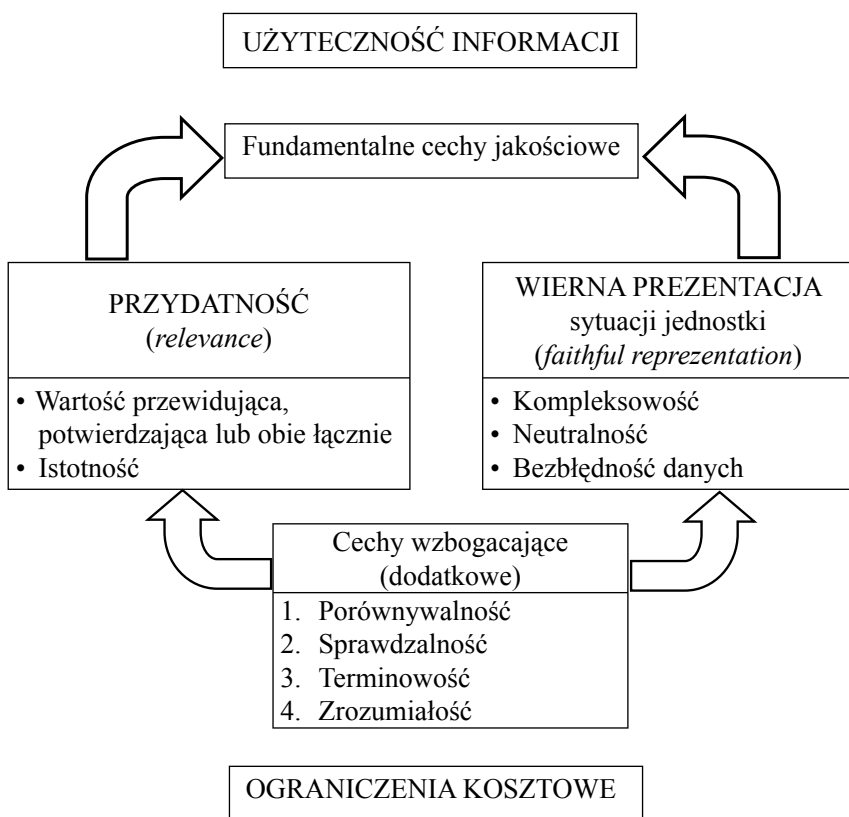 UŻYTECZNOŚĆ INFORMACJI
Fundamentalne cechy jakościowe
PRZYDATNOŚĆ
(relevance)
• Wartość przewidująca,
potwierdzająca lub obie łącznie
• Istotność
WIERNA PREZENTACJA
sytuacji jednostki
(faithful reprezentation)
• Kompleksowość
• Neutralność
• Bezbłędność danych
Cechy wzbogacające
(dodatkowe)
1. Porównywalność
2. Sprawdzalność
3. Terminowość
4. Zrozumiałość
OGRANICZENIA KOSZTOWE